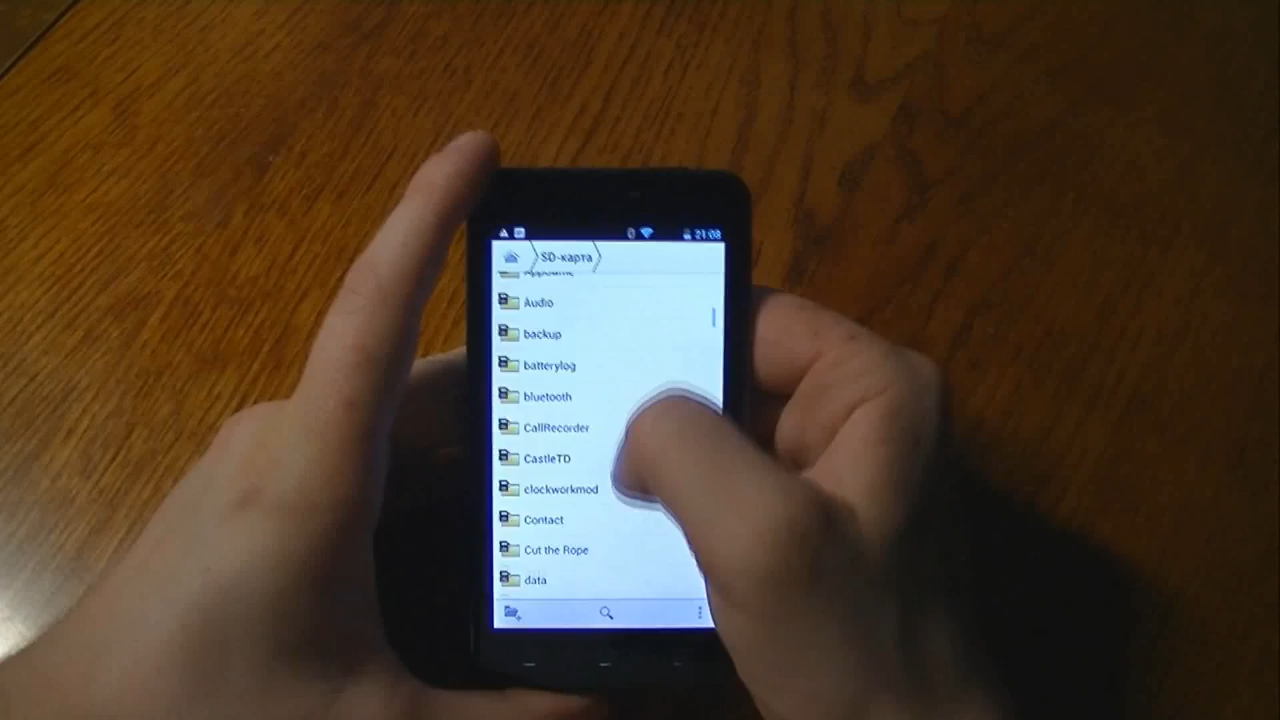 21:08
SD-карта
Audio
backup
batterylog
bluetooth
CallRecorder
CastleTD
clockworkmod
Contact
Cut the Rope
data